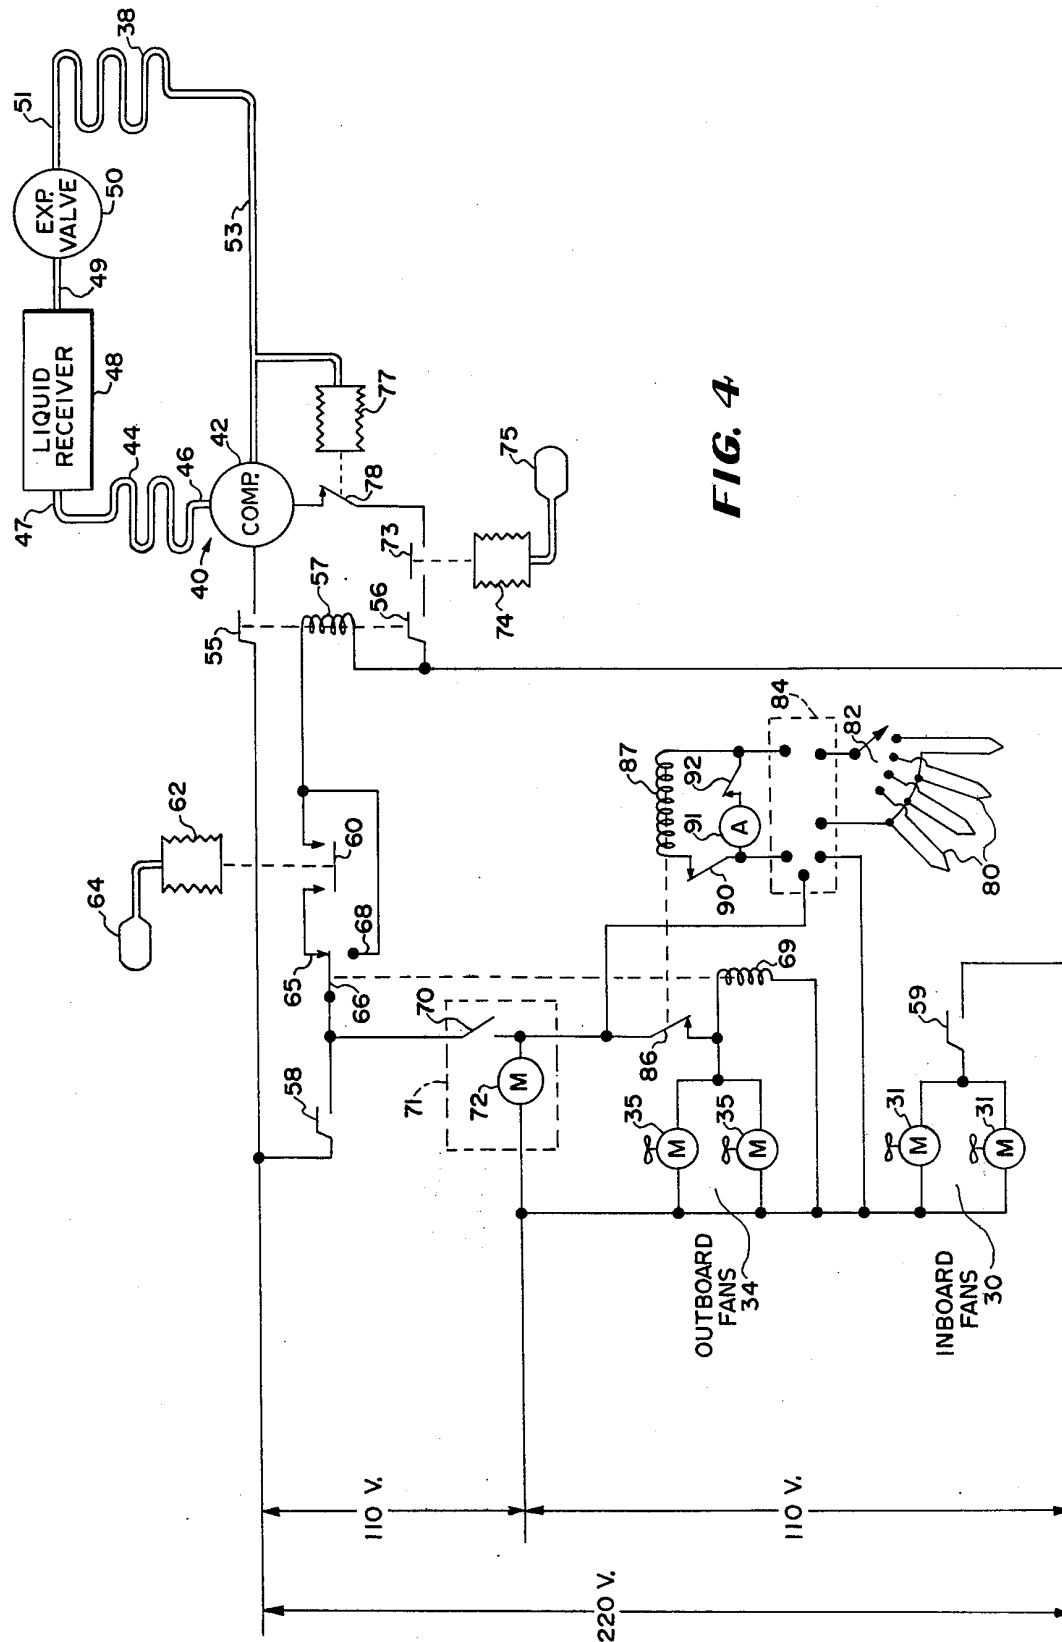 38
51
EXP.
VALVE
50
49
53
LIQUID
RECEIVER
48
47
44
46
42
COMP.
40
77
78
75
73
74
57
56
55
FIG. 4
62
64
60
65
66
68
69
70
71
72
M
58
84
82
87
92
91
A
90
80
86
59
35
M
35
M
31
M
31
M
OUTBOARD
FANS
34
INBOARD
FANS
30
110 V.
110 V.
220 V.